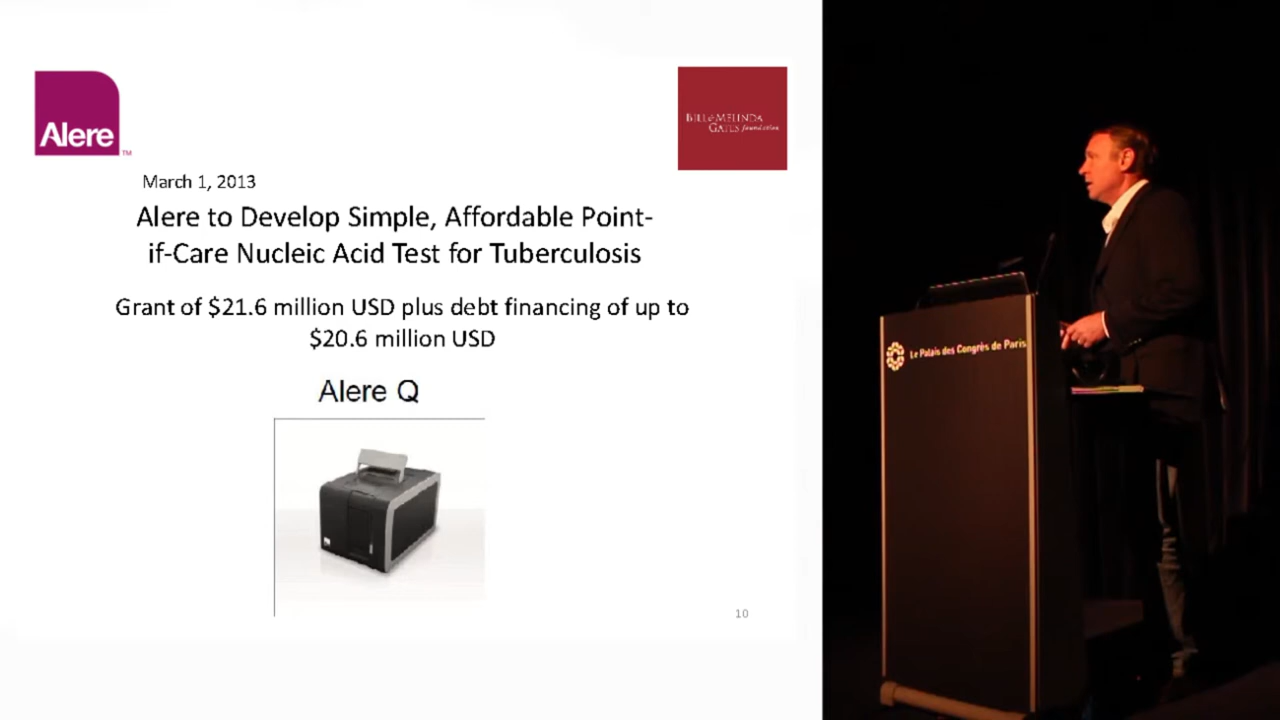 Alere
TM
BILL & MELINDA
GATES foundation
March 1, 2013
Alere to Develop Simple, Affordable Point-
if-Care Nucleic Acid Test for Tuberculosis
Grant of $21.6 million USD plus debt financing of up to
$20.6 million USD
Alere Q
10
Le Palais des Congrès de Paris